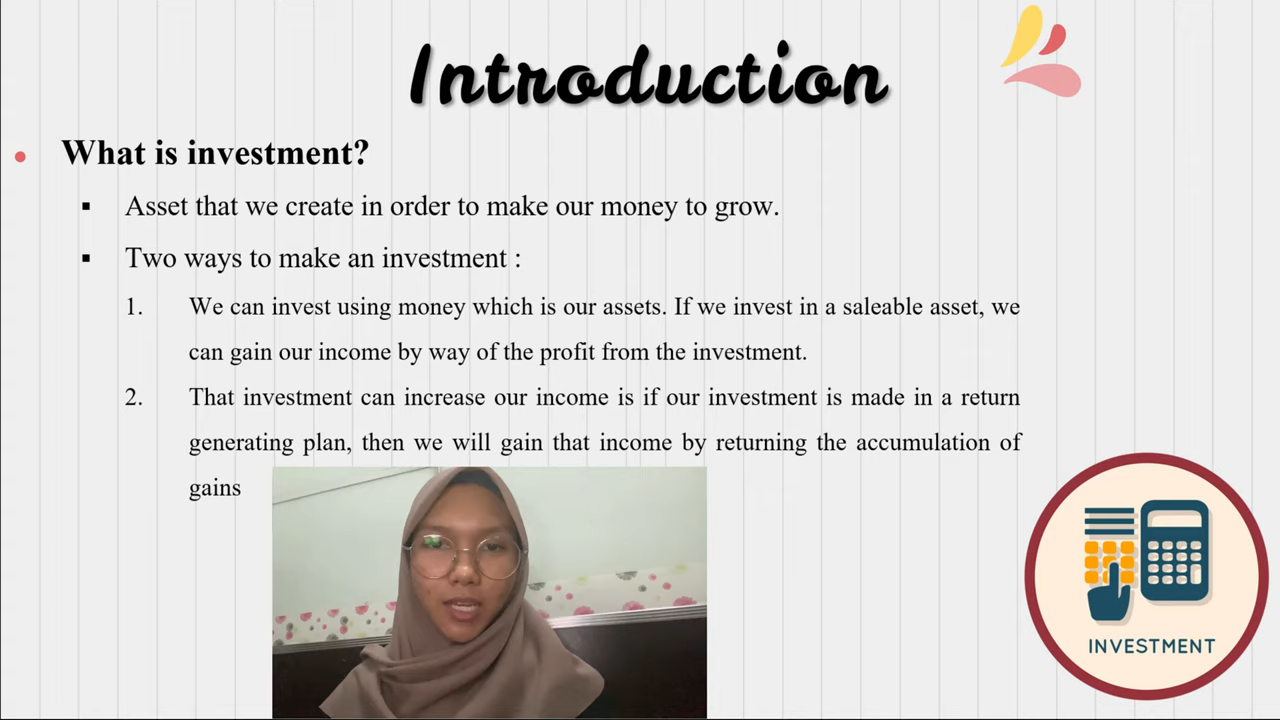 Introduction
What is investment?
Asset that we create in order to make our money to grow.
Two ways to make an investment :
1. We can invest using money which is our assets. If we invest in a saleable asset, we
can gain our income by way of the profit from the investment.
2. That investment can increase our income is if our investment is made in a return
generating plan, then we will gain that income by returning the accumulation of
gains
INVESTMENT